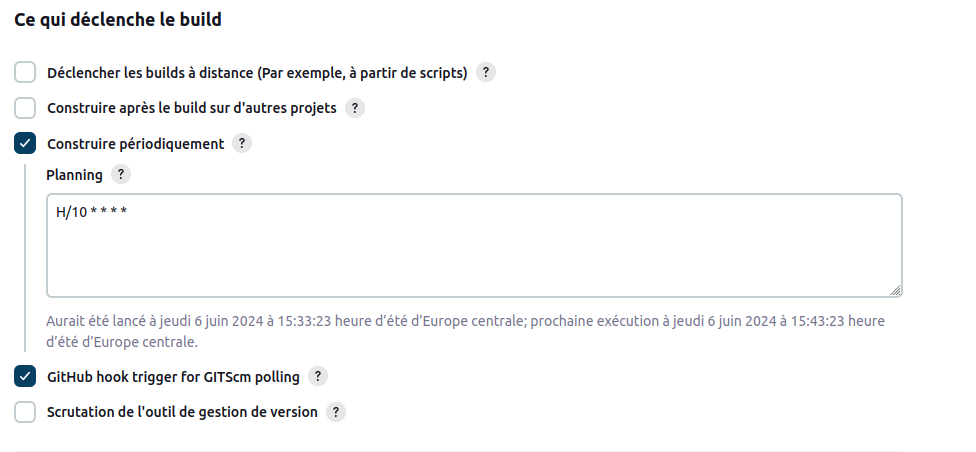 Ce qui déclenche le build
Déclencher les builds à distance (Par exemple, à partir de scripts) ?
Construire après le build sur d'autres projets ?
Construire périodiquement ?
Planning ?
H/10 * * * *
Aurait été lancé à jeudi 6 juin 2024 à 15:33:23 heure d’été d’Europe centrale; prochaine exécution à jeudi 6 juin 2024 à 15:43:23 heure
d’été d’Europe centrale.
GitHub hook trigger for GITScm polling ?
Scrutation de l'outil de gestion de version ?